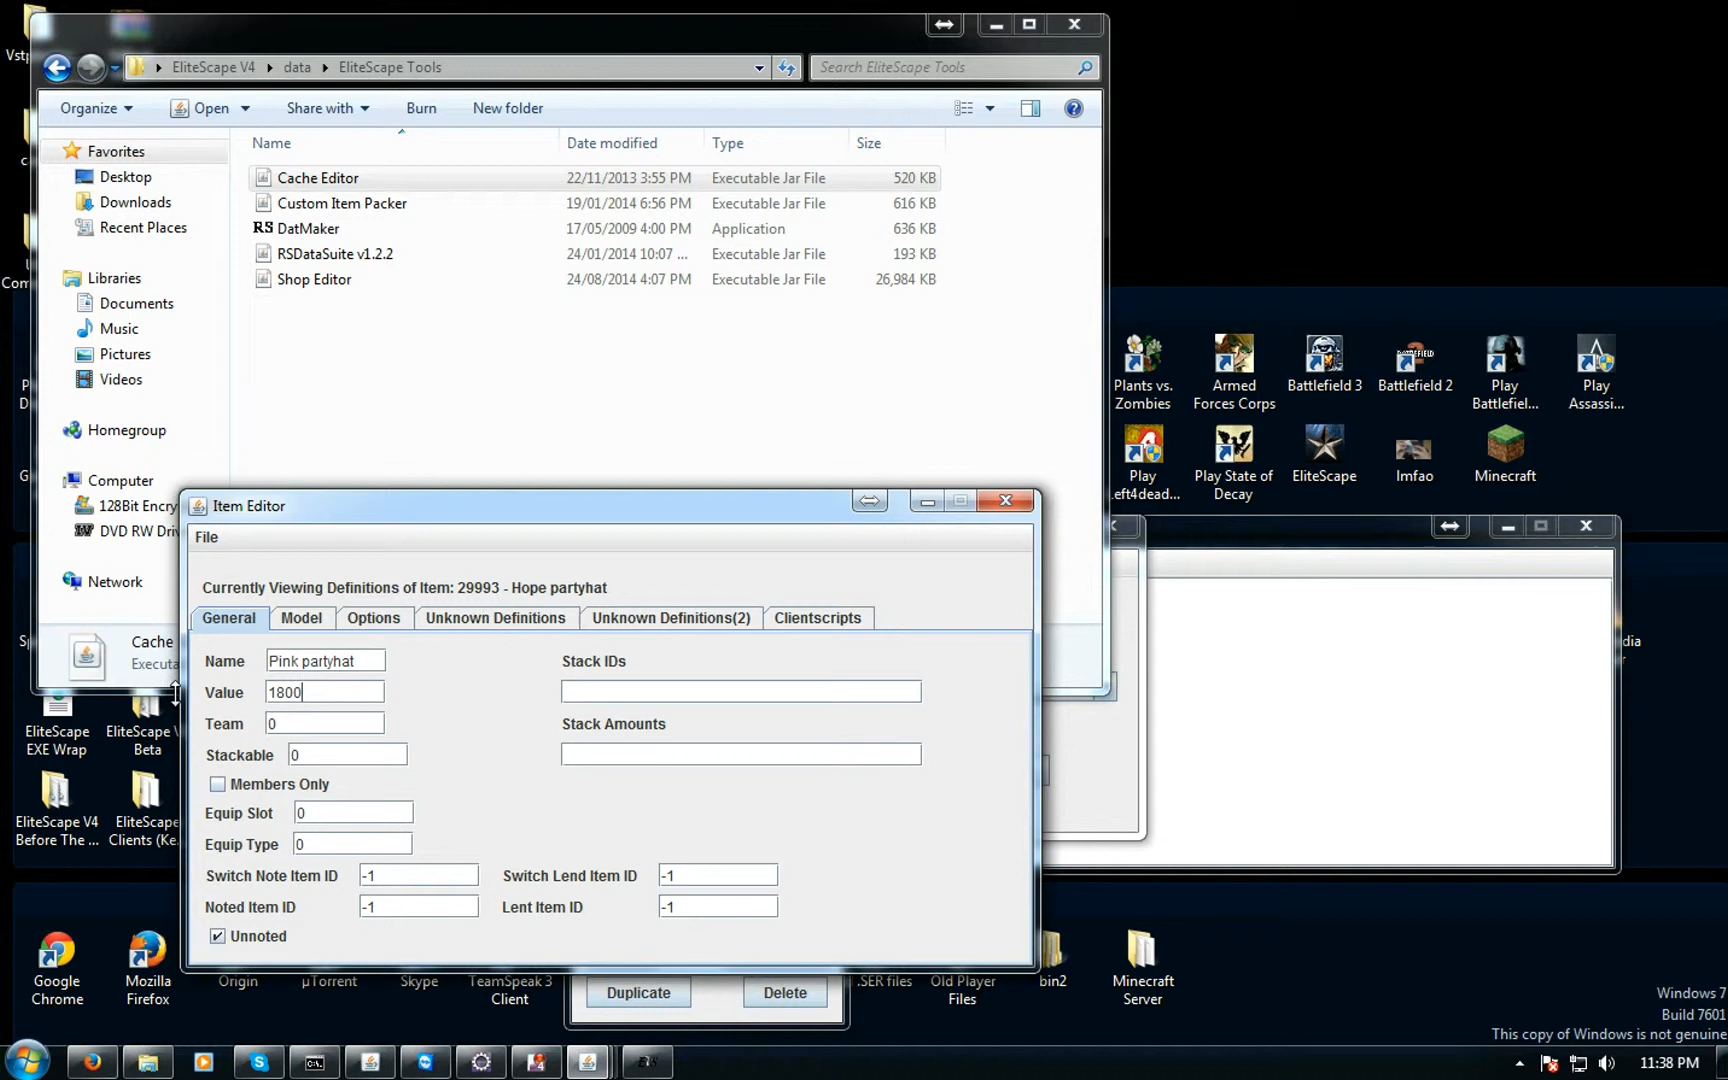 Vstp
EliteScape V4 data EliteScape Tools
Search EliteScape Tools
Organize Open Share with Burn New folder
Name Date modified Type Size
Favorites
Desktop
Downloads
Recent Places
Libraries
Documents
Music
Pictures
Videos
Homegroup
Computer
128Bit Encry
DVD RW Driv
Network
Cache Editor 22/11/2013 3:55 PM Executable Jar File 520 KB
Custom Item Packer 19/01/2014 6:56 PM Executable Jar File 616 KB
RS DatMaker 17/05/2009 4:00 PM Application 636 KB
RSDataSuite v1.2.2 24/01/2014 10:07 ... Executable Jar File 193 KB
Shop Editor 24/08/2014 4:07 PM Executable Jar File 26,984 KB
Cache
Executa
Plants vs. Zombies
Armed Forces Corps
Battlefield 3
Battlefield 2
Play Battlefiel...
Play Assassi...
Play Left4dead...
Play State of Decay
EliteScape
lmfao
Minecraft
Item Editor
File
Currently Viewing Definitions of Item: 29993 - Hope partyhat
General Model Options Unknown Definitions Unknown Definitions(2) Clientscripts
Name Pink partyhat Stack IDs
Value 1800
Team 0 Stack Amounts
Stackable 0
Members Only
Equip Slot 0
Equip Type 0
Switch Note Item ID -1 Switch Lend Item ID -1
Noted Item ID -1 Lent Item ID -1
Unnoted
Duplicate Delete
EliteScape EXE Wrap
EliteScape V Beta
EliteScape V4 Before The ...
EliteScape Clients (Ke...
Google Chrome
Mozilla Firefox
Origin
µTorrent
Skype
TeamSpeak 3 Client
.SER files
Old Player Files
bin2
Minecraft Server
Windows 7
Build 7601
This copy of Windows is not genuine
11:38 PM